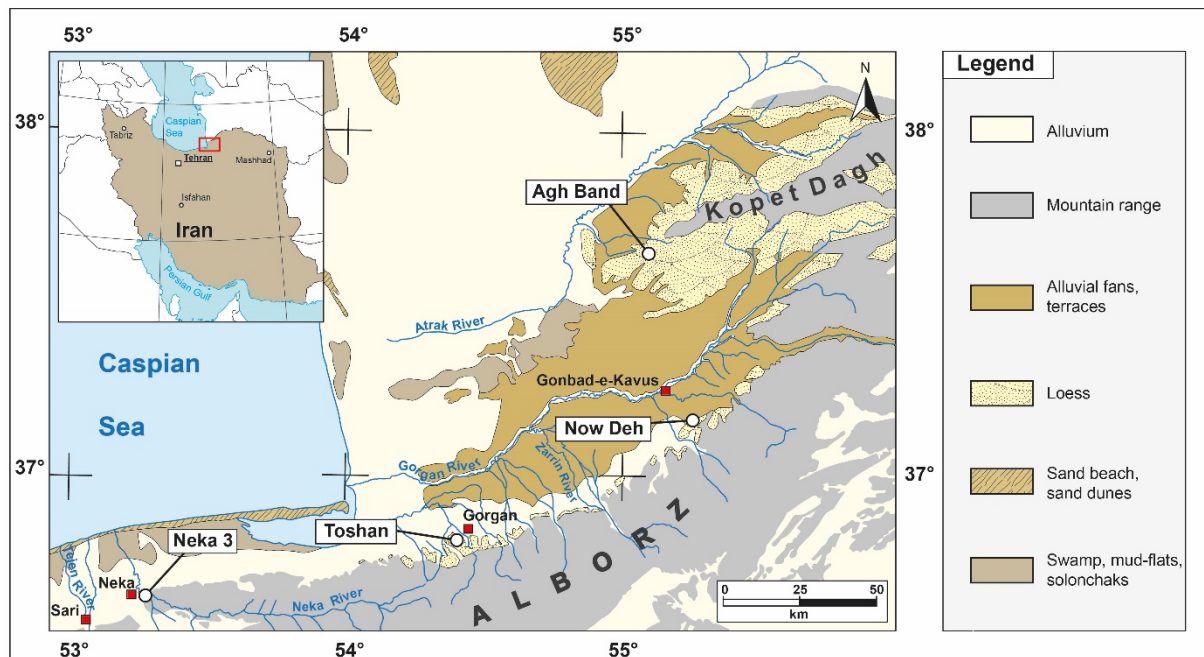 53°
54°
55°
38°
38°
37°
37°
53°
54°
55°
N
Caspian
Sea
Tabriz
Tehran
Mashhad
Isfahan
Iran
Persian Gulf
Agh Band
Kopet Dagh
Atrak River
Caspian
Sea
Gonbad-e-Kavus
Now Deh
Gorgan River
Zarrin River
Gorgan
Toshan
Neka 3
Tejen River
Neka
Sari
Neka River
ALBORZ
0 25 50
km
Legend
Alluvium
Mountain range
Alluvial fans,
terraces
Loess
Sand beach,
sand dunes
Swamp, mud-flats,
solonchaks